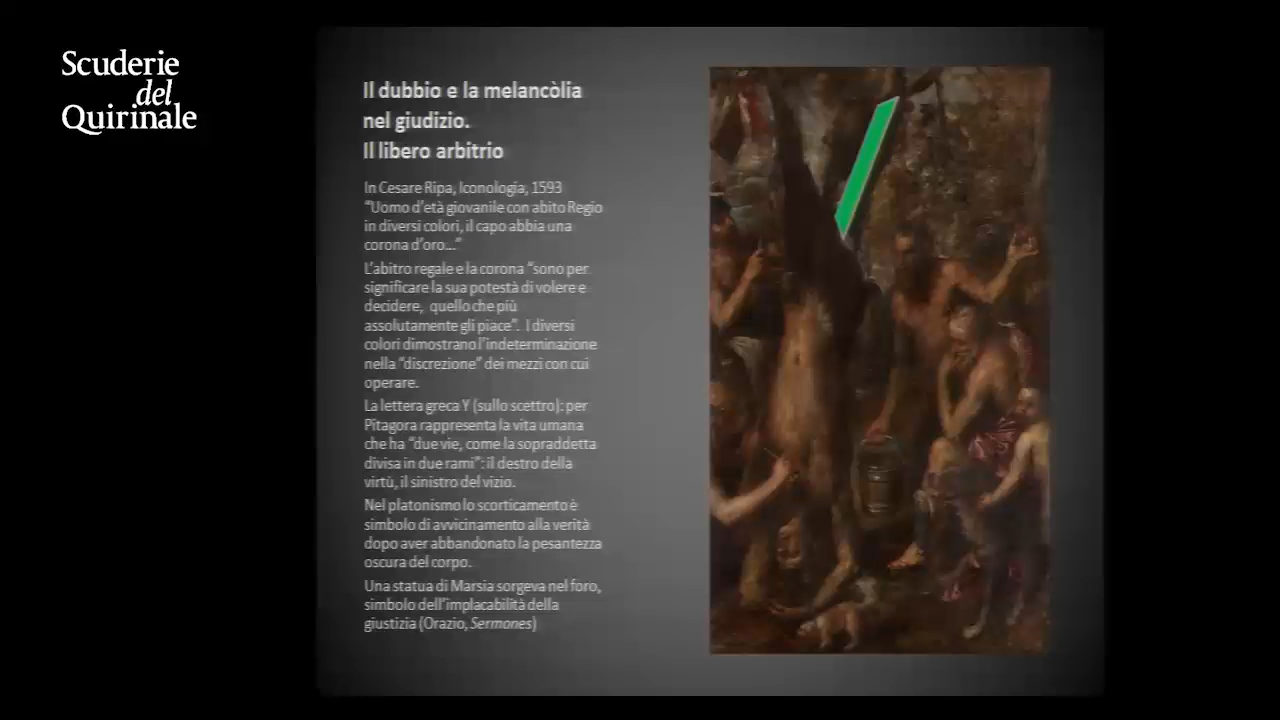 Scuderie
del
Quirinale
Il dubbio e la melancòlia
nel giudizio.
Il libero arbitrio
In Cesare Ripa, Iconologia, 1593
“Uomo d’età giovanile con abito Regio
in diversi colori, il capo abbia una
corona d’oro...”
L’abitro regale e la corona “sono per
significare la sua potestà di volere e
decidere, quello che più
assolutamente gli piace”. I diversi
colori dimostrano l’indeterminazione
nella “discrezione” dei mezzi con cui
operare.
La lettera greca Y (sullo scettro): per
Pitagora rappresenta la vita umana
che ha “due vie, come la sopraddetta
divisa in due rami”: il destro della
virtù, il sinistro del vizio.
Nel platonismo lo scorticamento è
simbolo di avvicinamento alla verità
dopo aver abbandonato la pesantezza
oscura del corpo.
Una statua di Marsia sorgeva nel foro,
simbolo dell’implacabilità della
giustizia (Orazio, Sermones)